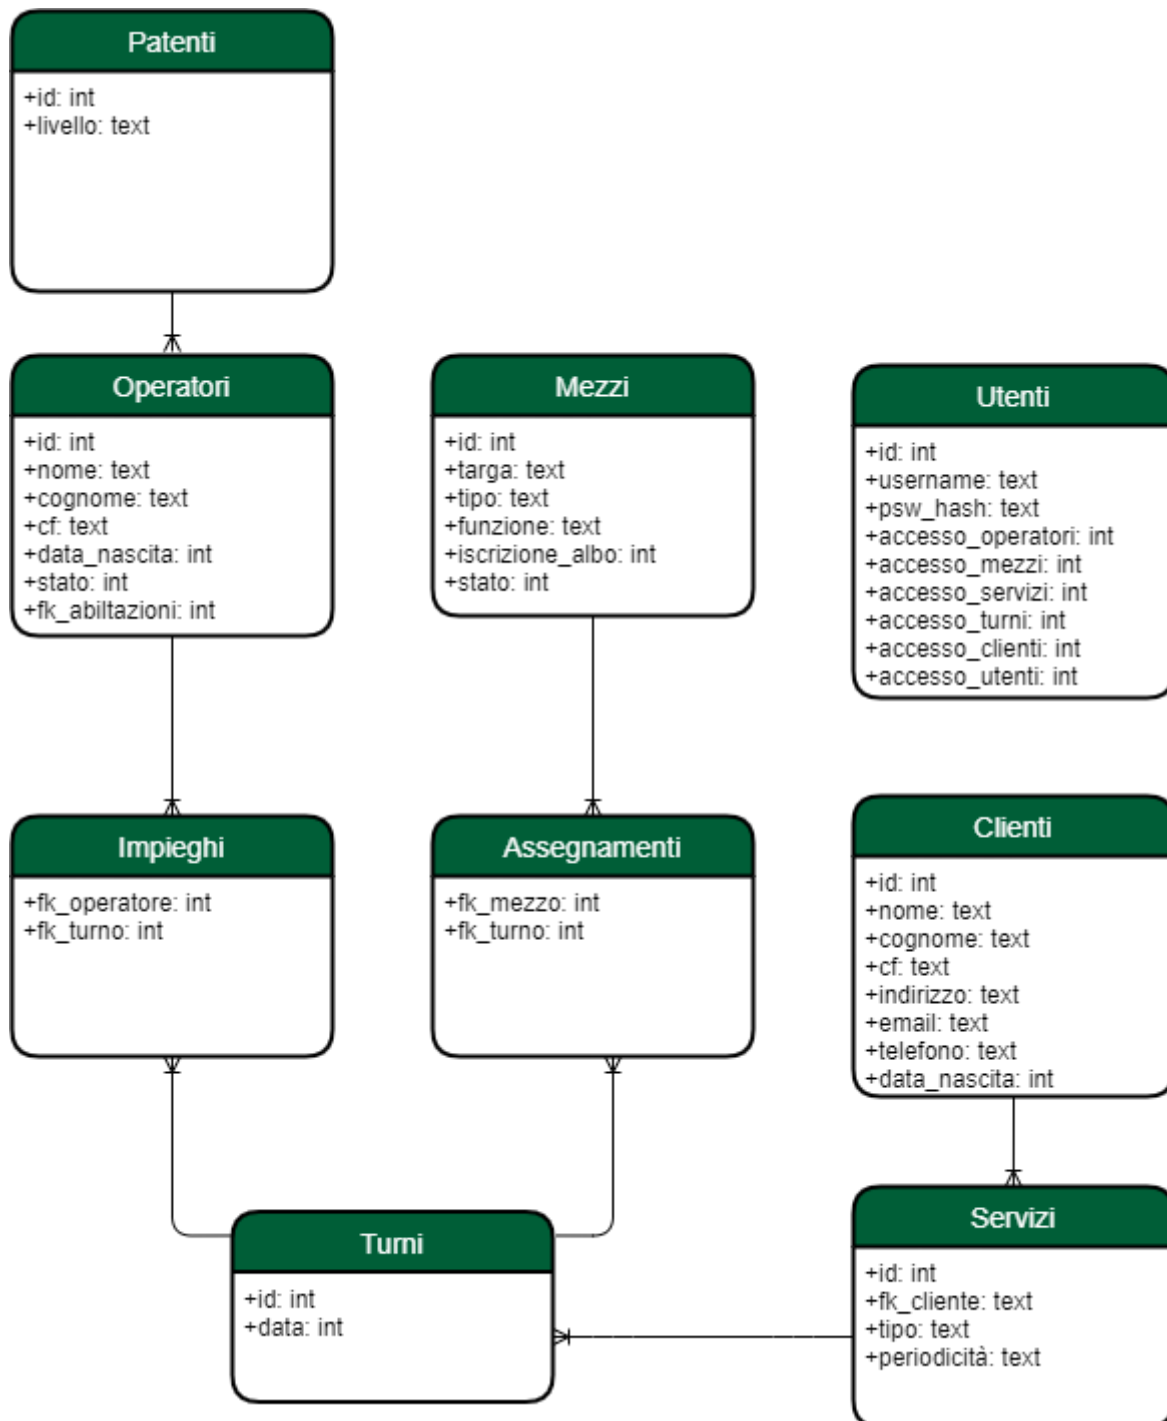 Patenti
+id: int
+livello: text
Operatori
+id: int
+nome: text
+cognome: text
+cf: text
+data_nascita: int
+stato: int
+fk_abiltazioni: int
Mezzi
+id: int
+targa: text
+tipo: text
+funzione: text
+iscrizione_albo: int
+stato: int
Utenti
+id: int
+username: text
+psw_hash: text
+accesso_operatori: int
+accesso_mezzi: int
+accesso_servizi: int
+accesso_turni: int
+accesso_clienti: int
+accesso_utenti: int
Impieghi
+fk_operatore: int
+fk_turno: int
Assegnamenti
+fk_mezzo: int
+fk_turno: int
Clienti
+id: int
+nome: text
+cognome: text
+cf: text
+indirizzo: text
+email: text
+telefono: text
+data_nascita: int
Turni
+id: int
+data: int
Servizi
+id: int
+fk_cliente: text
+tipo: text
+periodicità: text